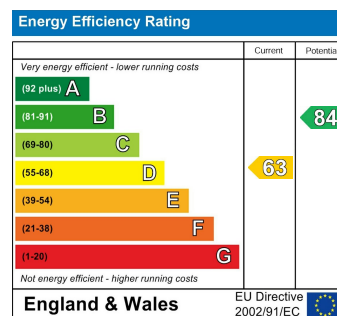 Energy Efficiency Rating
Current
Potentia
Very energy efficient - lower running costs
(92 plus) A
(81-91) B
84
(69-80) C
(55-68) D
63
(39-54) E
(21-38) F
(1-20) G
Not energy efficient - higher running costs
England & Wales
EU Directive
2002/91/EC